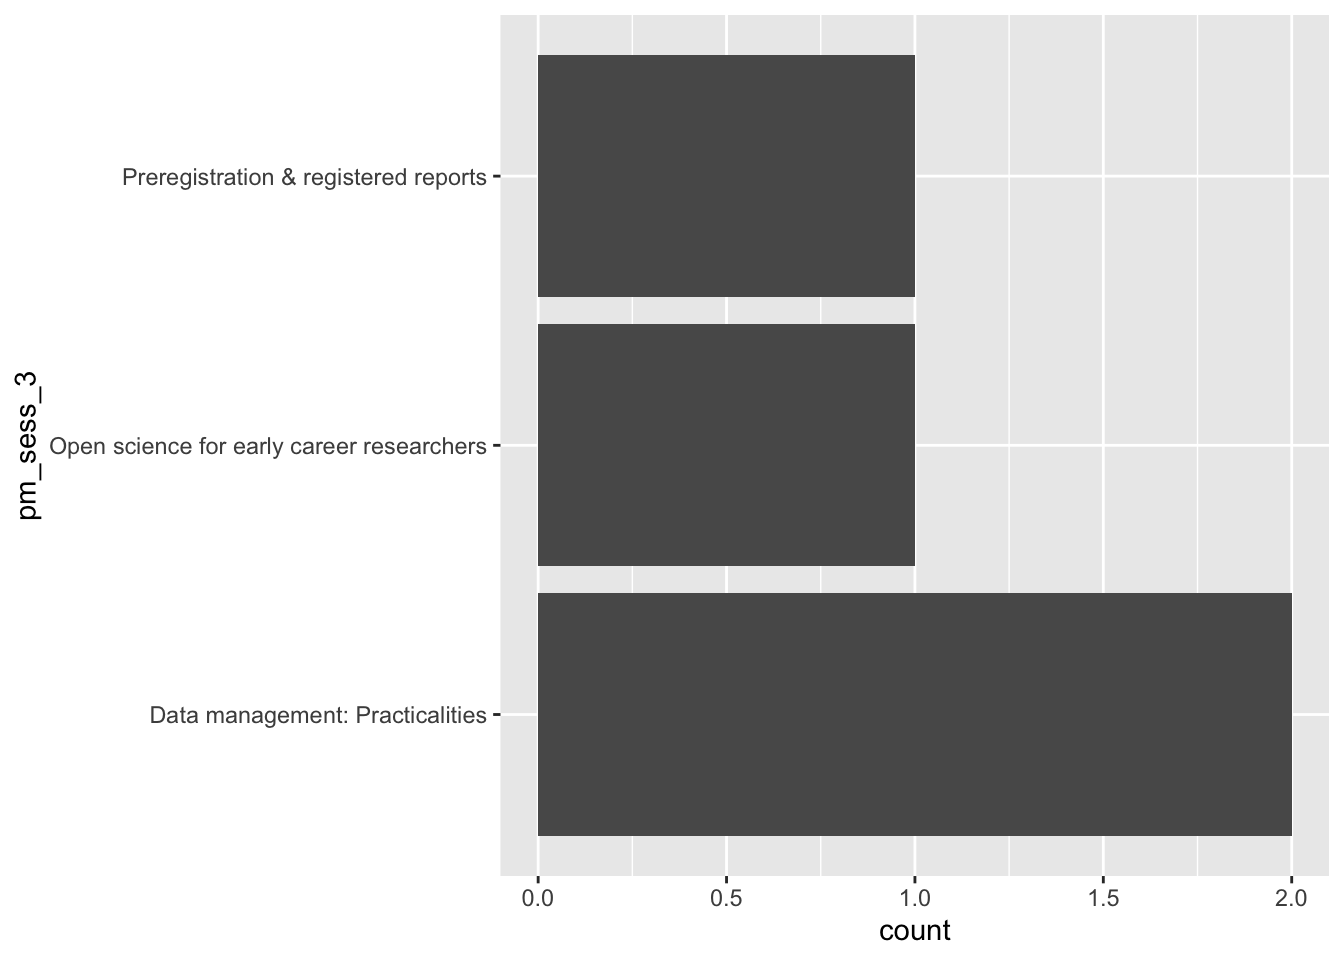 pm_sess_3
Preregistration & registered reports
Open science for early career researchers
Data management: Practicalities
0.0 0.5 1.0 1.5 2.0
count